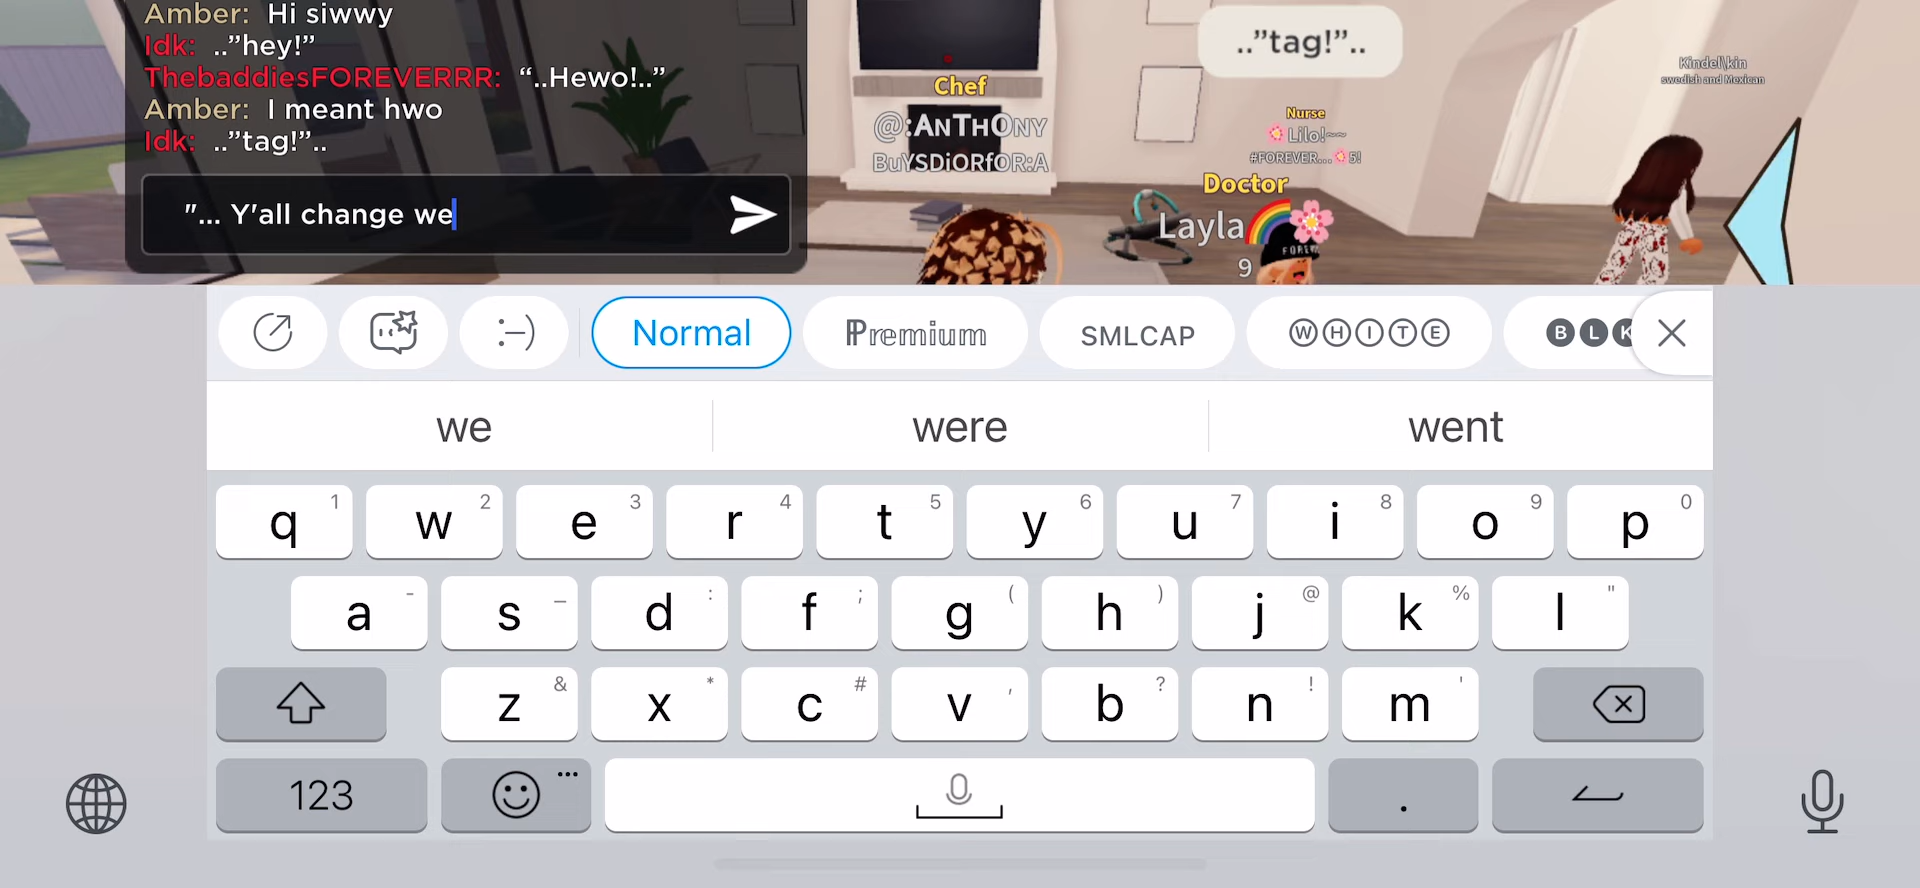 Amber: Hi siwwy
Idk: ..”hey!”
ThebaddiesFOREVERRR: “..Hewo!..”
Amber: I meant hwo
Idk: ..”tag!”..
"... Y'all change we
..”tag!”..
Kindel\kin
swedish and Mexican
Chef
@:ANTHONY
BuYSDiORfOR:A
Nurse
🌸Lilo!~~
#FOREVER...🌸5!
Doctor
Layla🌈🌸
9
:-)
Normal
ℙremium
SMLCAP
ⓌⒽⒾⓉⒺ
🅑🅛🅚
we
were
went
q 1 w 2 e 3 r 4 t 5 y 6 u 7 i 8 o 9 p 0
a - s _ d : f ; g ( h ) j @ k % l "
z & x * c # v , b ? n ! m '
123 .